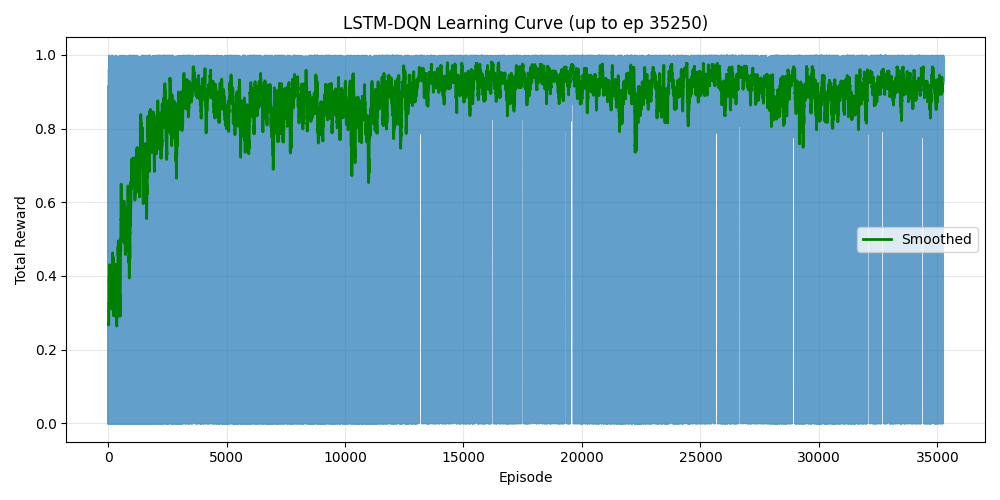 LSTM-DQN Learning Curve (up to ep 35250)
1.0
0.8
0.6
0.4
0.2
0.0
Total Reward
Smoothed
0 5000 10000 15000 20000 25000 30000 35000
Episode